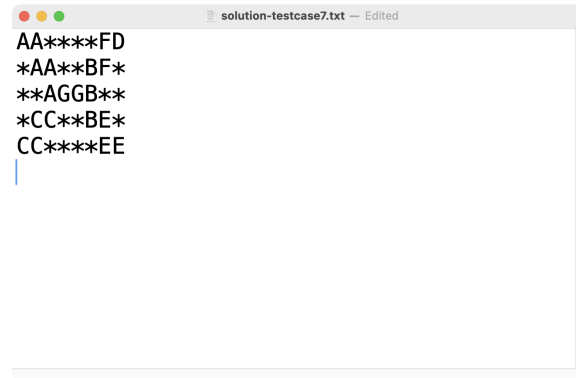 solution-testcase7.txt — Edited
AA****FD
*AA**BF*
**AGGB**
*CC**BE*
CC****EE